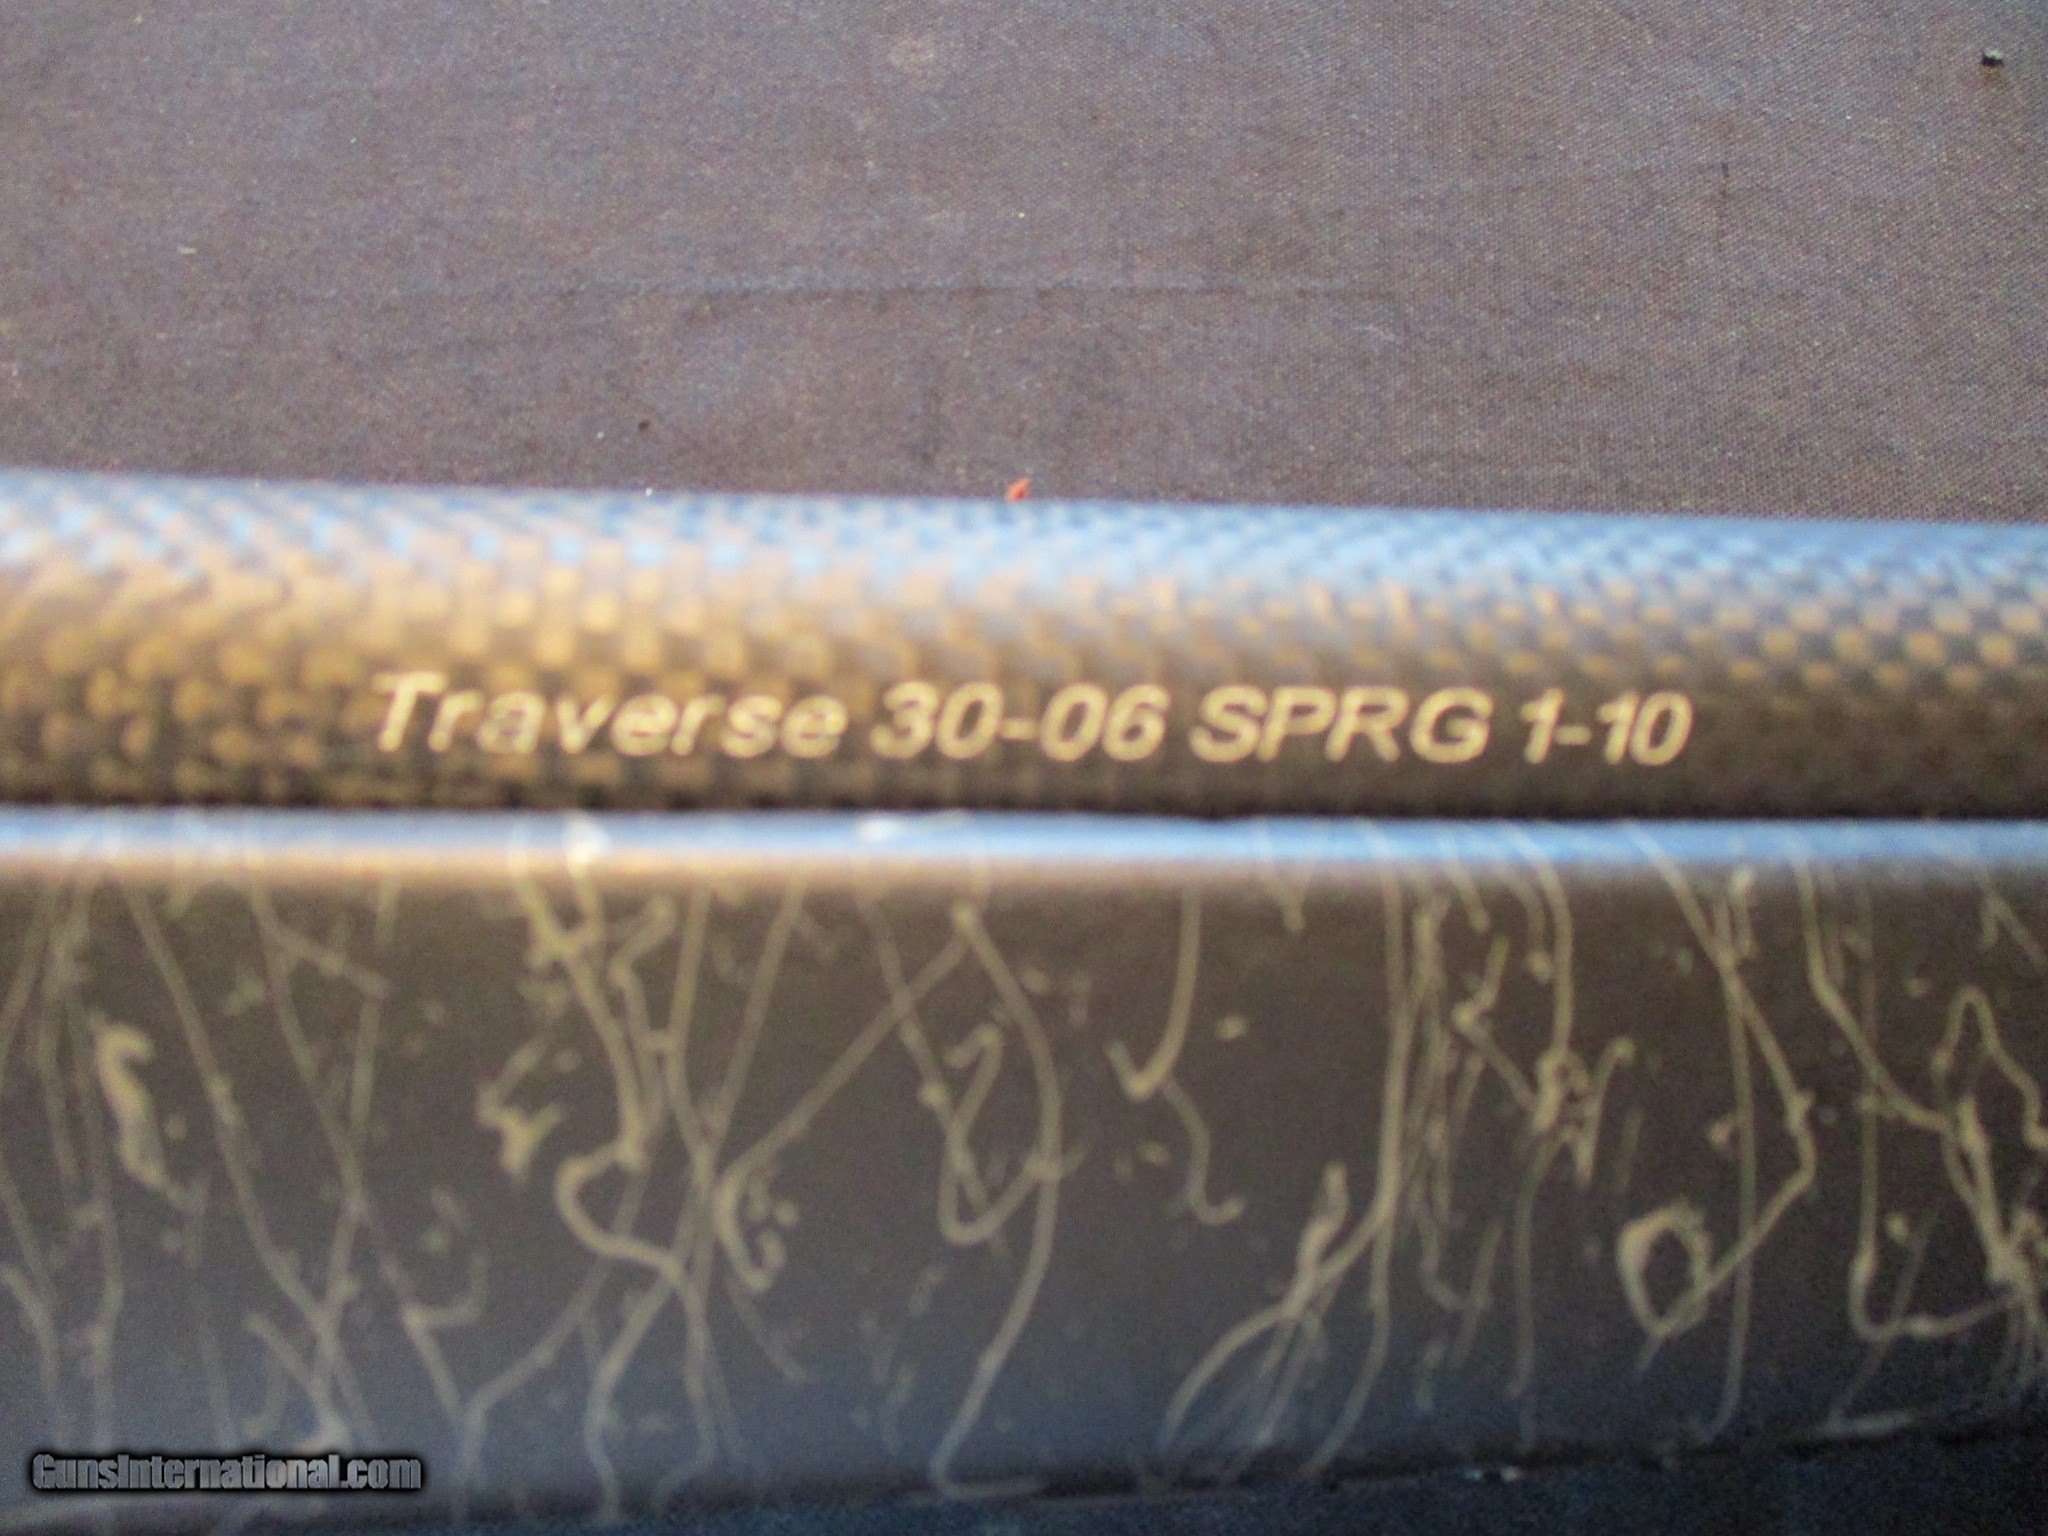 Traverse 30-06 SPRG 1-10
GunsInternational.com